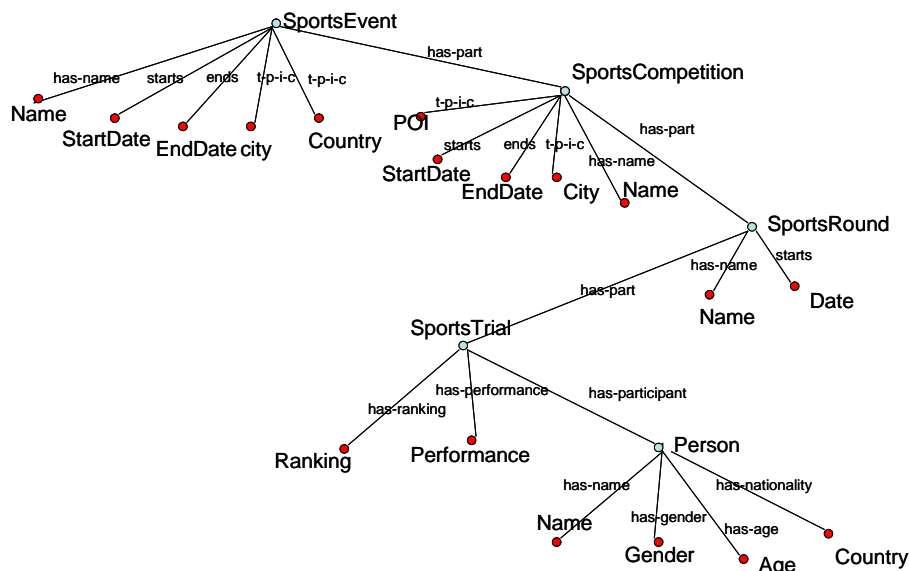 SportsEvent
has-part
SportsCompetition
has-name
starts
ends
t-p-i-c
t-p-i-c
Name
StartDate
EndDate
city
Country
t-p-i-c
POI
starts
ends
t-p-i-c
has-name
has-part
StartDate
EndDate
City
Name
SportsRound
has-name
starts
has-part
Name
Date
SportsTrial
has-ranking
has-performance
has-participant
Ranking
Performance
Person
has-name
has-gender
has-age
has-nationality
Name
Gender
Age
Country